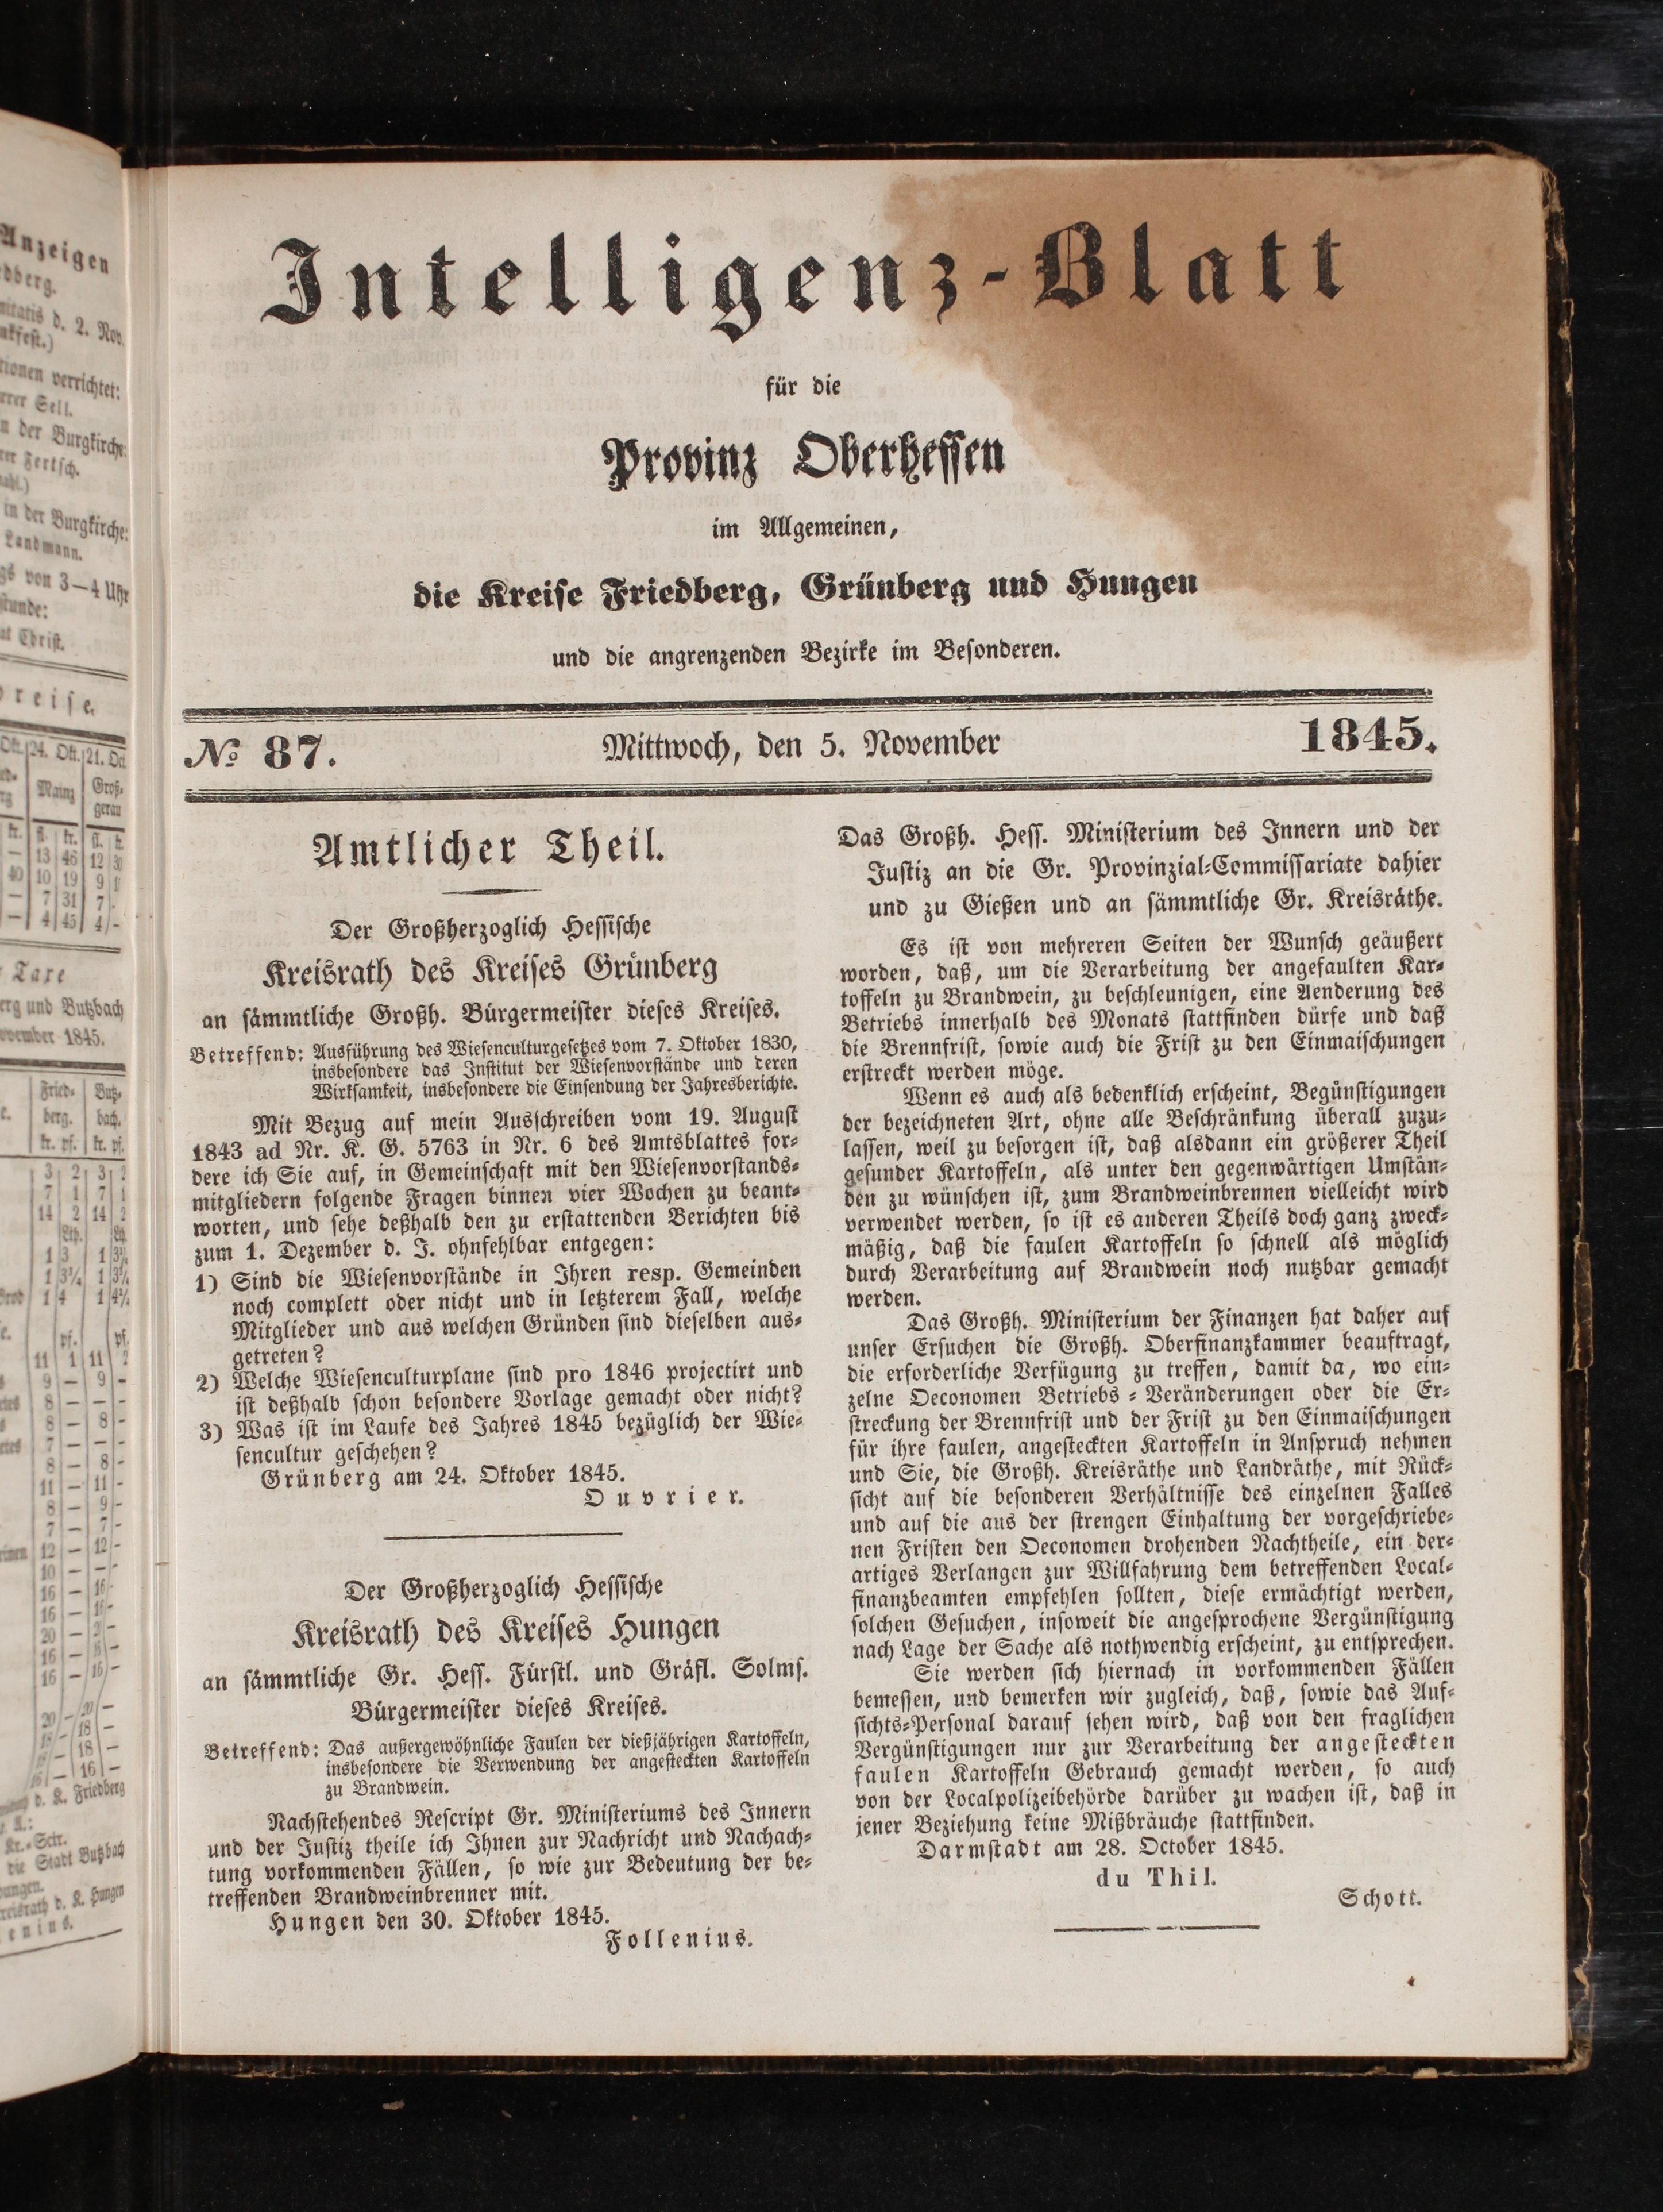 Intelligenz-Blatt
für die
Provinz Oberhessen
im Allgemeinen,
die Kreise Friedberg, Grünberg und Hungen
und die angrenzenden Bezirke im Besonderen.
№ 87. Mittwoch, den 5. November 1845.
Amtlicher Theil.
Der Großherzoglich Hessische
Kreisrath des Kreises Grünberg
an sämmtliche Großh. Bürgermeister dieses Kreises.
Betreffend: Ausführung des Wiesenculturgesetzes vom 7. Oktober 1830,
insbesondere das Institut der Wiesenvorstände und deren
Wirksamkeit, insbesondere die Einsendung der Jahresberichte.
Mit Bezug auf mein Ausschreiben vom 19. August
1843 ad Nr. K. G. 5763 in Nr. 6 des Amtsblattes for-
dere ich Sie auf, in Gemeinschaft mit den Wiesenvorstands-
mitgliedern folgende Fragen binnen vier Wochen zu beant-
worten, und sehe deßhalb den zu erstattenden Berichten bis
zum 1. Dezember d. J. ohnfehlbar entgegen:
1) Sind die Wiesenvorstände in Ihren resp. Gemeinden
noch complett oder nicht und in letzterem Fall, welche
Mitglieder und aus welchen Gründen sind dieselben aus-
getreten?
2) Welche Wiesenculturplane sind pro 1846 projectirt und
ist deßhalb schon besondere Vorlage gemacht oder nicht?
3) Was ist im Laufe des Jahres 1845 bezüglich der Wie-
sencultur geschehen?
Grünberg am 24. Oktober 1845.
Ouvrier.
Der Großherzoglich Hessische
Kreisrath des Kreises Hungen
an sämmtliche Gr. Hess. Fürstl. und Gräfl. Solms.
Bürgermeister dieses Kreises.
Betreffend: Das außergewöhnliche Faulen der dießjährigen Kartoffeln,
insbesondere die Verwendung der angesteckten Kartoffeln
zu Brandwein.
Nachstehendes Rescript Gr. Ministeriums des Innern
und der Justiz theile ich Ihnen zur Nachricht und Nachach-
tung vorkommenden Fällen, so wie zur Bedeutung der be-
treffenden Brandweinbrenner mit.
Hungen den 30. Oktober 1845.
Follenius.
Das Großh. Hess. Ministerium des Innern und der
Justiz an die Gr. Provinzial-Commissariate dahier
und zu Gießen und an sämmtliche Gr. Kreisräthe.
Es ist von mehreren Seiten der Wunsch geäußert
worden, daß, um die Verarbeitung der angefaulten Kar-
toffeln zu Brandwein, zu beschleunigen, eine Aenderung des
Betriebs innerhalb des Monats stattfinden dürfe und daß
die Brennfrist, sowie auch die Frist zu den Einmaischungen
erstreckt werden möge.
Wenn es auch als bedenklich erscheint, Begünstigungen
der bezeichneten Art, ohne alle Beschränkung überall zuzu-
lassen, weil zu besorgen ist, daß alsdann ein größerer Theil
gesunder Kartoffeln, als unter den gegenwärtigen Umstän-
den zu wünschen ist, zum Brandweinbrennen vielleicht wird
verwendet werden, so ist es anderen Theils doch ganz zweck-
mäßig, daß die faulen Kartoffeln so schnell als möglich
durch Verarbeitung auf Brandwein noch nutzbar gemacht
werden.
Das Großh. Ministerium der Finanzen hat daher auf
unser Ersuchen die Großh. Oberfinanzkammer beauftragt,
die erforderliche Verfügung zu treffen, damit da, wo ein-
zelne Oeconomen Betriebs-Veränderungen oder die Er-
streckung der Brennfrist und der Frist zu den Einmaischungen
für ihre faulen, angesteckten Kartoffeln in Anspruch nehmen
und Sie, die Großh. Kreisräthe und Landräthe, mit Rück-
sicht auf die besonderen Verhältnisse des einzelnen Falles
und auf die aus der strengen Einhaltung der vorgeschriebe-
nen Fristen den Oeconomen drohenden Nachtheile, ein der-
artiges Verlangen zur Willfahrung dem betreffenden Local-
finanzbeamten empfehlen sollten, diese ermächtigt werden,
solchen Gesuchen, insoweit die angesprochene Vergünstigung
nach Lage der Sache als nothwendig erscheint, zu entsprechen.
Sie werden sich hiernach in vorkommenden Fällen
bemessen, und bemerken wir zugleich, daß, sowie das Auf-
sichts-Personal darauf sehen wird, daß von den fraglichen
Vergünstigungen nur zur Verarbeitung der angesteckten
faulen Kartoffeln Gebrauch gemacht werden, so auch
von der Localpolizeibehörde darüber zu wachen ist, daß in
jener Beziehung keine Mißbräuche stattfinden.
Darmstadt am 28. October 1845.
du Thil.
Schott.